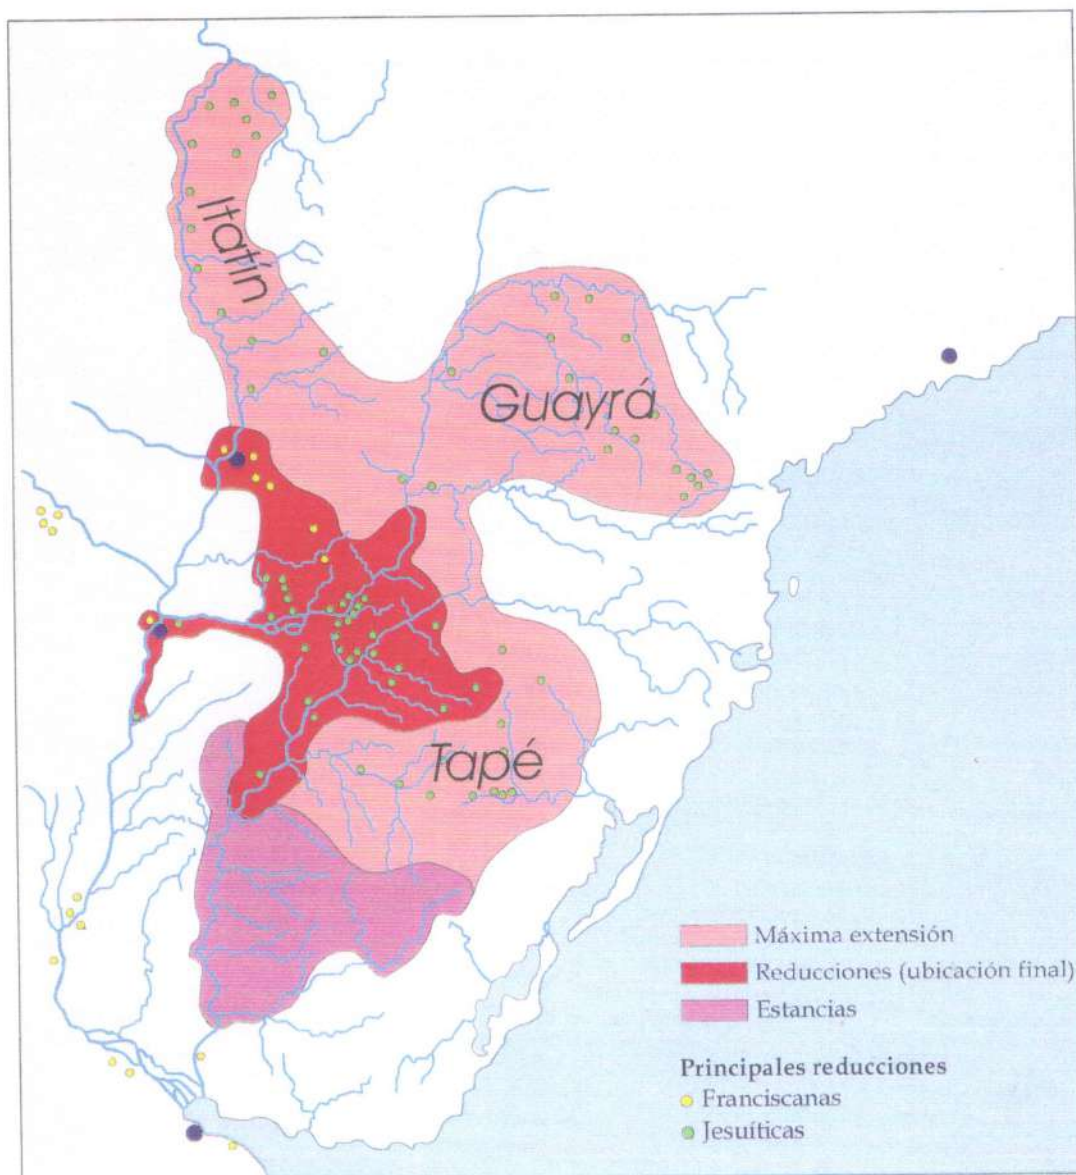 Itatín
Guayrá
Tapé
Máxima extensión
Reducciones (ubicación final)
Estancias
Principales reducciones
Franciscanas
Jesuíticas